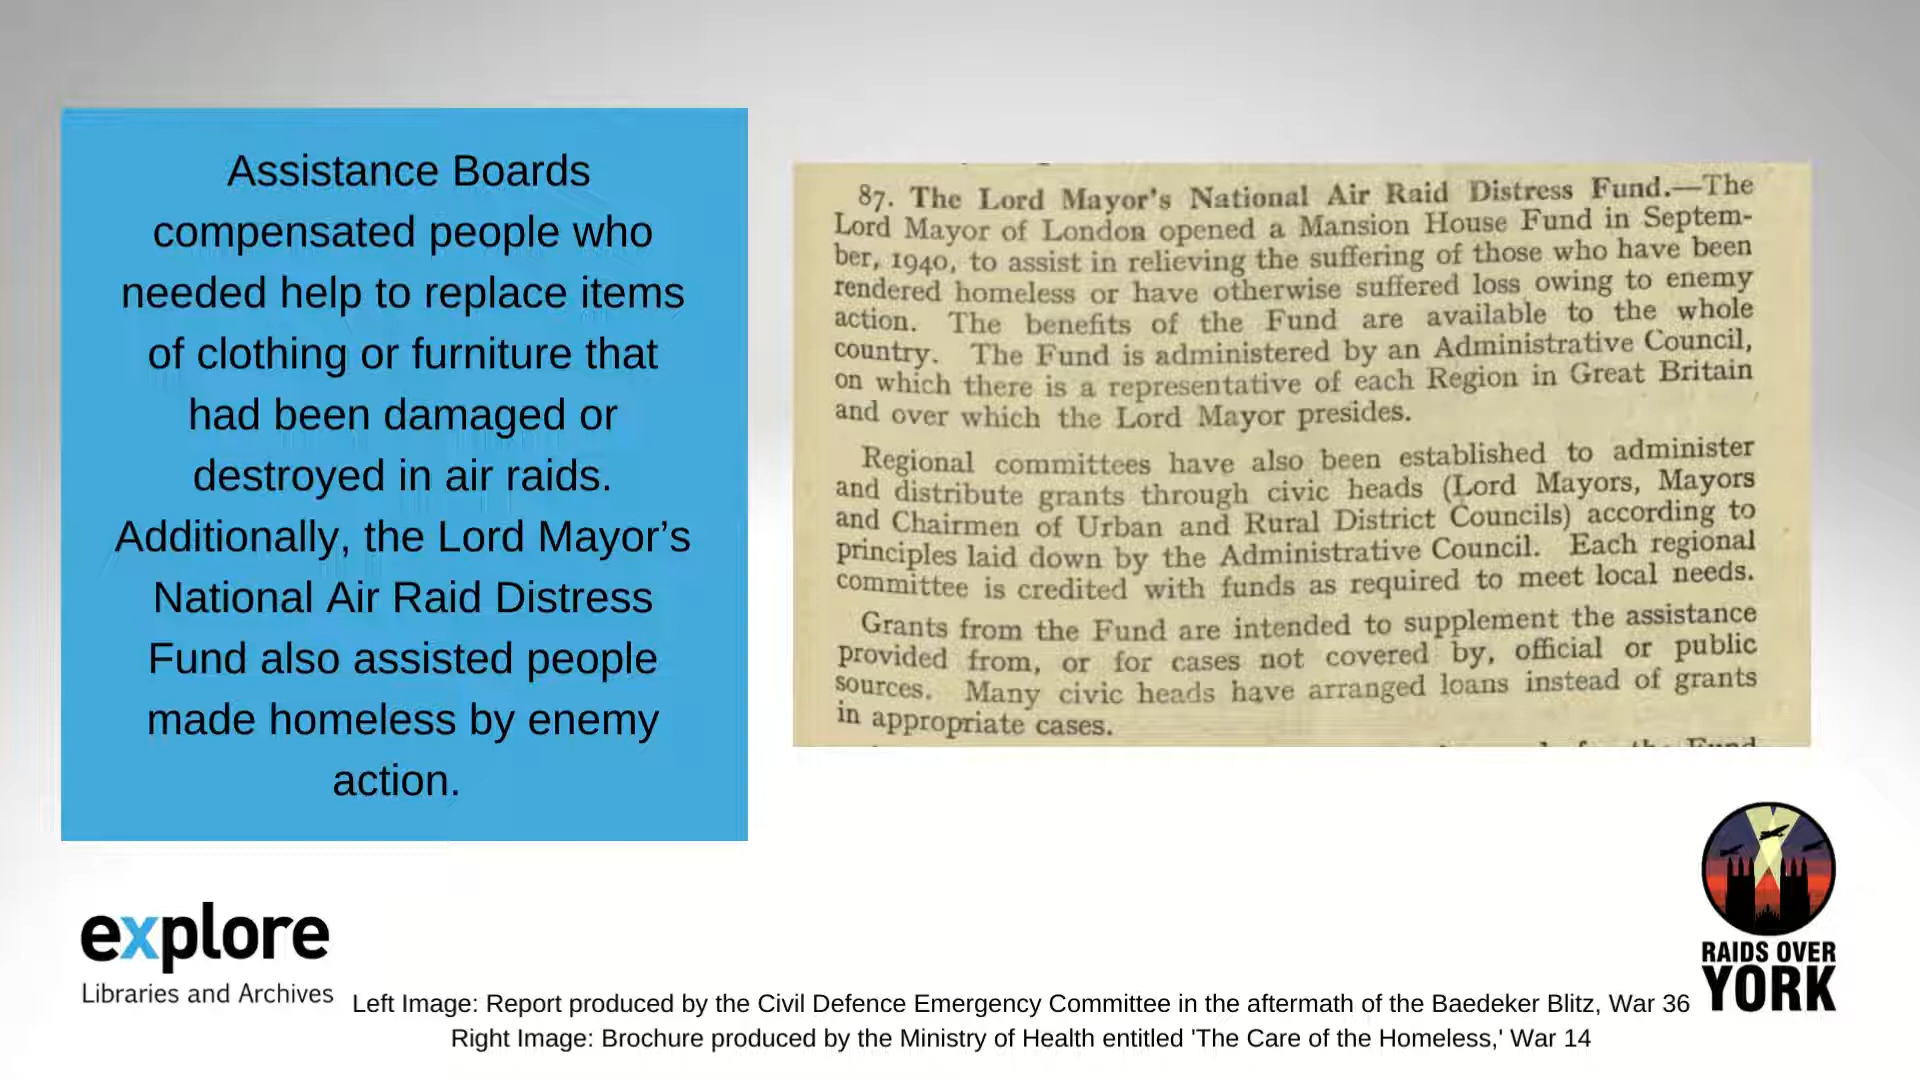 Assistance Boards
compensated people who
needed help to replace items
of clothing or furniture that
had been damaged or
destroyed in air raids.
Additionally, the Lord Mayor’s
National Air Raid Distress
Fund also assisted people
made homeless by enemy
action.
87. The Lord Mayor's National Air Raid Distress Fund.—The
Lord Mayor of London opened a Mansion House Fund in Septem-
ber, 1940, to assist in relieving the suffering of those who have been
rendered homeless or have otherwise suffered loss owing to enemy
action. The benefits of the Fund are available to the whole
country. The Fund is administered by an Administrative Council,
on which there is a representative of each Region in Great Britain
and over which the Lord Mayor presides.
Regional committees have also been established to administer
and distribute grants through civic heads (Lord Mayors, Mayors
and Chairmen of Urban and Rural District Councils) according to
principles laid down by the Administrative Council. Each regional
committee is credited with funds as required to meet local needs.
Grants from the Fund are intended to supplement the assistance
provided from, or for cases not covered by, official or public
sources. Many civic heads have arranged loans instead of grants
in appropriate cases.
explore
Libraries and Archives
RAIDS OVER
YORK
Left Image: Report produced by the Civil Defence Emergency Committee in the aftermath of the Baedeker Blitz, War 36
Right Image: Brochure produced by the Ministry of Health entitled 'The Care of the Homeless,' War 14